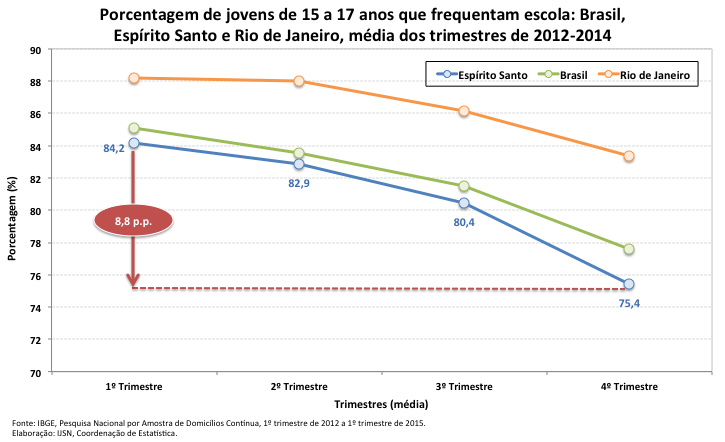 Porcentagem de jovens de 15 a 17 anos que frequentam escola: Brasil,
Espírito Santo e Rio de Janeiro, média dos trimestres de 2012-2014
90
88
86
84
82
80
78
76
74
72
70
Porcentagem (%)
Espírito Santo
Brasil
Rio de Janeiro
84,2
82,9
80,4
75,4
8,8 p.p.
1º Trimestre
2º Trimestre
3º Trimestre
4º Trimestre
Trimestres (média)
Fonte: IBGE, Pesquisa Nacional por Amostra de Domicílios Contínua, 1º trimestre de 2012 a 1º trimestre de 2015.
Elaboração: IJSN, Coordenação de Estatística.